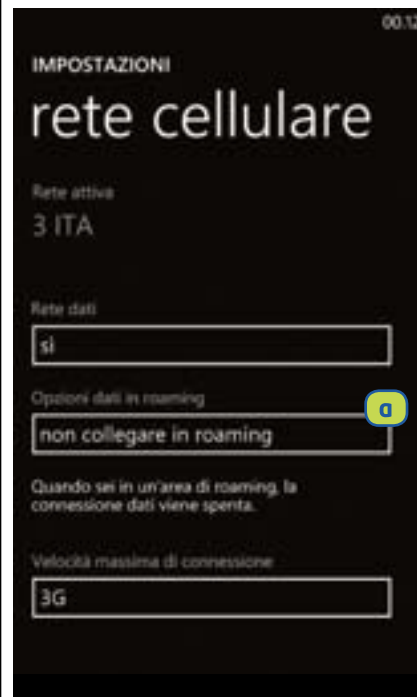 00.12
IMPOSTAZIONI
rete cellulare
Rete attiva
3 ITA
Rete dati
sì
Opzioni dati in roaming
a
non collegare in roaming
Quando sei in un'area di roaming, la
connessione dati viene spenta.
Velocità massima di connessione
3G